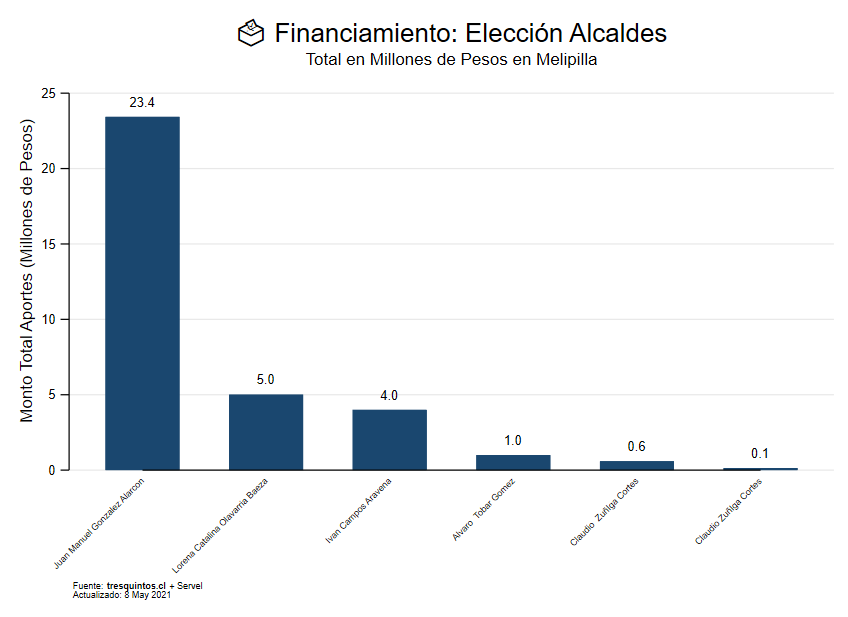 Financiamiento: Elección Alcaldes
Total en Millones de Pesos en Melipilla
Monto Total Aportes (Millones de Pesos)
25
20
15
10
5
0
23.4
5.0
4.0
1.0
0.6
0.1
Juan Manuel Gonzalez Alarcon
Lorena Catalina Olavarria Baeza
Ivan Campos Aravena
Alvaro Tobar Gomez
Claudio Zuñiga Cortes
Claudio Zuñiga Cortes
Fuente: tresquintos.cl + Servel
Actualizado: 8 May 2021